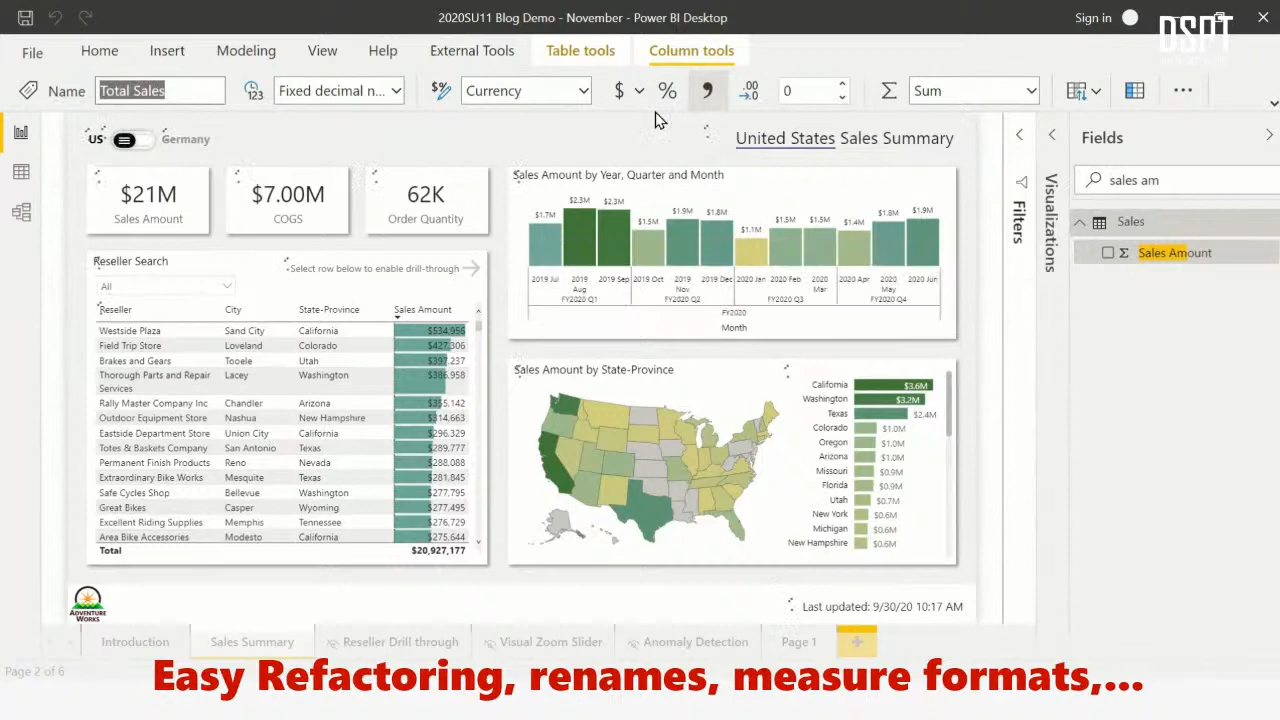 2020SU11 Blog Demo - November - Power BI Desktop
Sign in
DSPT
File Home Insert Modeling View Help External Tools Table tools Column tools
Name Total Sales Fixed decimal n... Currency $ % , .00 0 Sum ...
US Germany
United States Sales Summary
$21M
Sales Amount
$7.00M
COGS
62K
Order Quantity
Reseller Search
Select row below to enable drill-through
All
Reseller City State-Province Sales Amount
Westside Plaza Sand City California $534,956
Field Trip Store Loveland Colorado $427,306
Brakes and Gears Tooele Utah $397,237
Thorough Parts and Repair Services Lacey Washington $386,958
Rally Master Company Inc Chandler Arizona $355,142
Outdoor Equipment Store Nashua New Hampshire $314,663
Eastside Department Store Union City California $296,329
Totes & Baskets Company San Antonio Texas $289,777
Permanent Finish Products Reno Nevada $288,088
Extraordinary Bike Works Mesquite Texas $281,845
Safe Cycles Shop Bellevue Washington $277,795
Great Bikes Casper Wyoming $277,495
Excellent Riding Supplies Memphis Tennessee $276,729
Area Bike Accessories Modesto California $275,644
Total $20,927,177
Sales Amount by Year, Quarter and Month
$1.7M $2.3M $2.3M $1.5M $1.9M $1.8M $1.1M $1.5M $1.5M $1.4M $1.8M $1.9M
2019 Jul 2019 Aug 2019 Sep 2019 Oct 2019 Nov 2019 Dec 2020 Jan 2020 Feb 2020 Mar 2020 Apr 2020 May 2020 Jun
FY2020 Q1 FY2020 Q2 FY2020 Q3 FY2020 Q4
FY2020
Month
Sales Amount by State-Province
California $3.6M
Washington $3.2M
Texas $2.4M
Colorado $1.0M
Oregon $1.0M
Arizona $1.0M
Missouri $0.9M
Florida $0.9M
Utah $0.7M
New York $0.6M
Michigan $0.6M
New Hampshire $0.6M
ADVENTURE
WORKS
Last updated: 9/30/20 10:17 AM
Filters
Visualizations
Fields
sales am
Sales
Sales Amount
Introduction Sales Summary Reseller Drill through Visual Zoom Slider Anomaly Detection Page 1 +
Page 2 of 6
Easy Refactoring, renames, measure formats,...